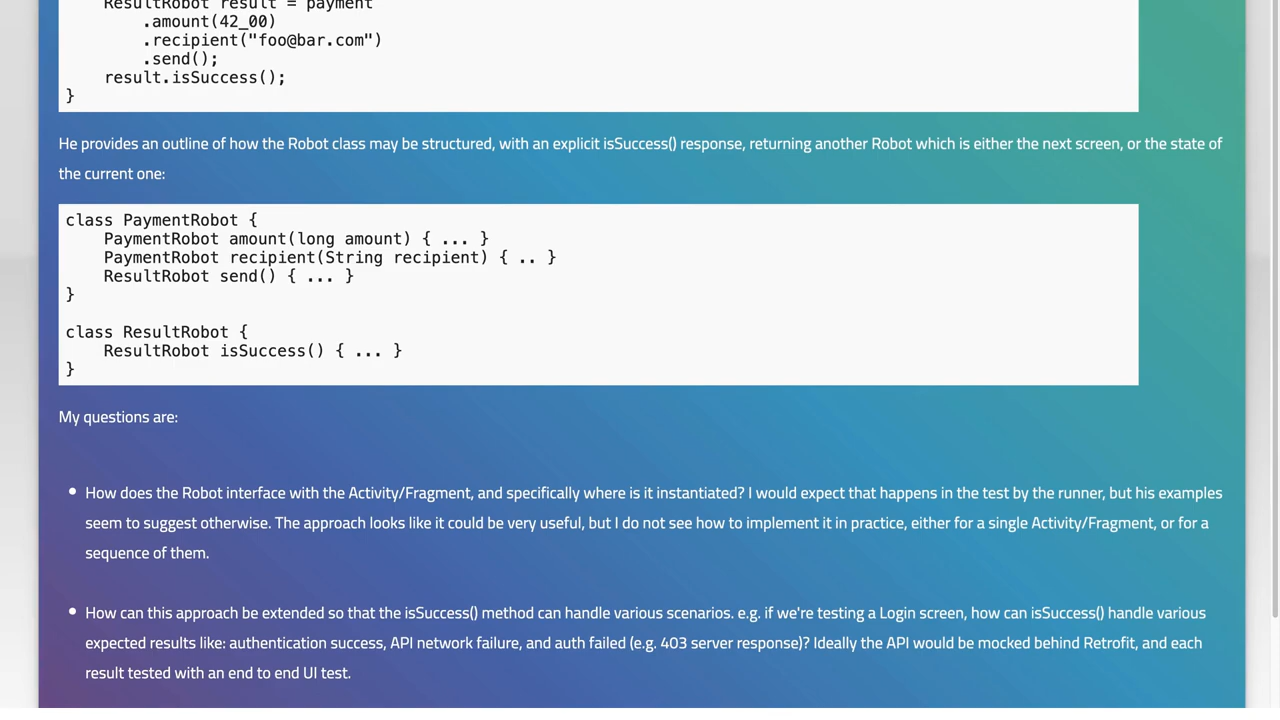 ResultRobot result = payment
.amount(42_00)
.recipient("foo@bar.com")
.send();
result.isSuccess();
}
He provides an outline of how the Robot class may be structured, with an explicit isSuccess() response, returning another Robot which is either the next screen, or the state of
the current one:
class PaymentRobot {
PaymentRobot amount(long amount) { ... }
PaymentRobot recipient(String recipient) { .. }
ResultRobot send() { ... }
}
class ResultRobot {
ResultRobot isSuccess() { ... }
}
My questions are:
• How does the Robot interface with the Activity/Fragment, and specifically where is it instantiated? I would expect that happens in the test by the runner, but his examples
seem to suggest otherwise. The approach looks like it could be very useful, but I do not see how to implement it in practice, either for a single Activity/Fragment, or for a
sequence of them.
• How can this approach be extended so that the isSuccess() method can handle various scenarios. e.g. if we're testing a Login screen, how can isSuccess() handle various
expected results like: authentication success, API network failure, and auth failed (e.g. 403 server response)? Ideally the API would be mocked behind Retrofit, and each
result tested with an end to end UI test.